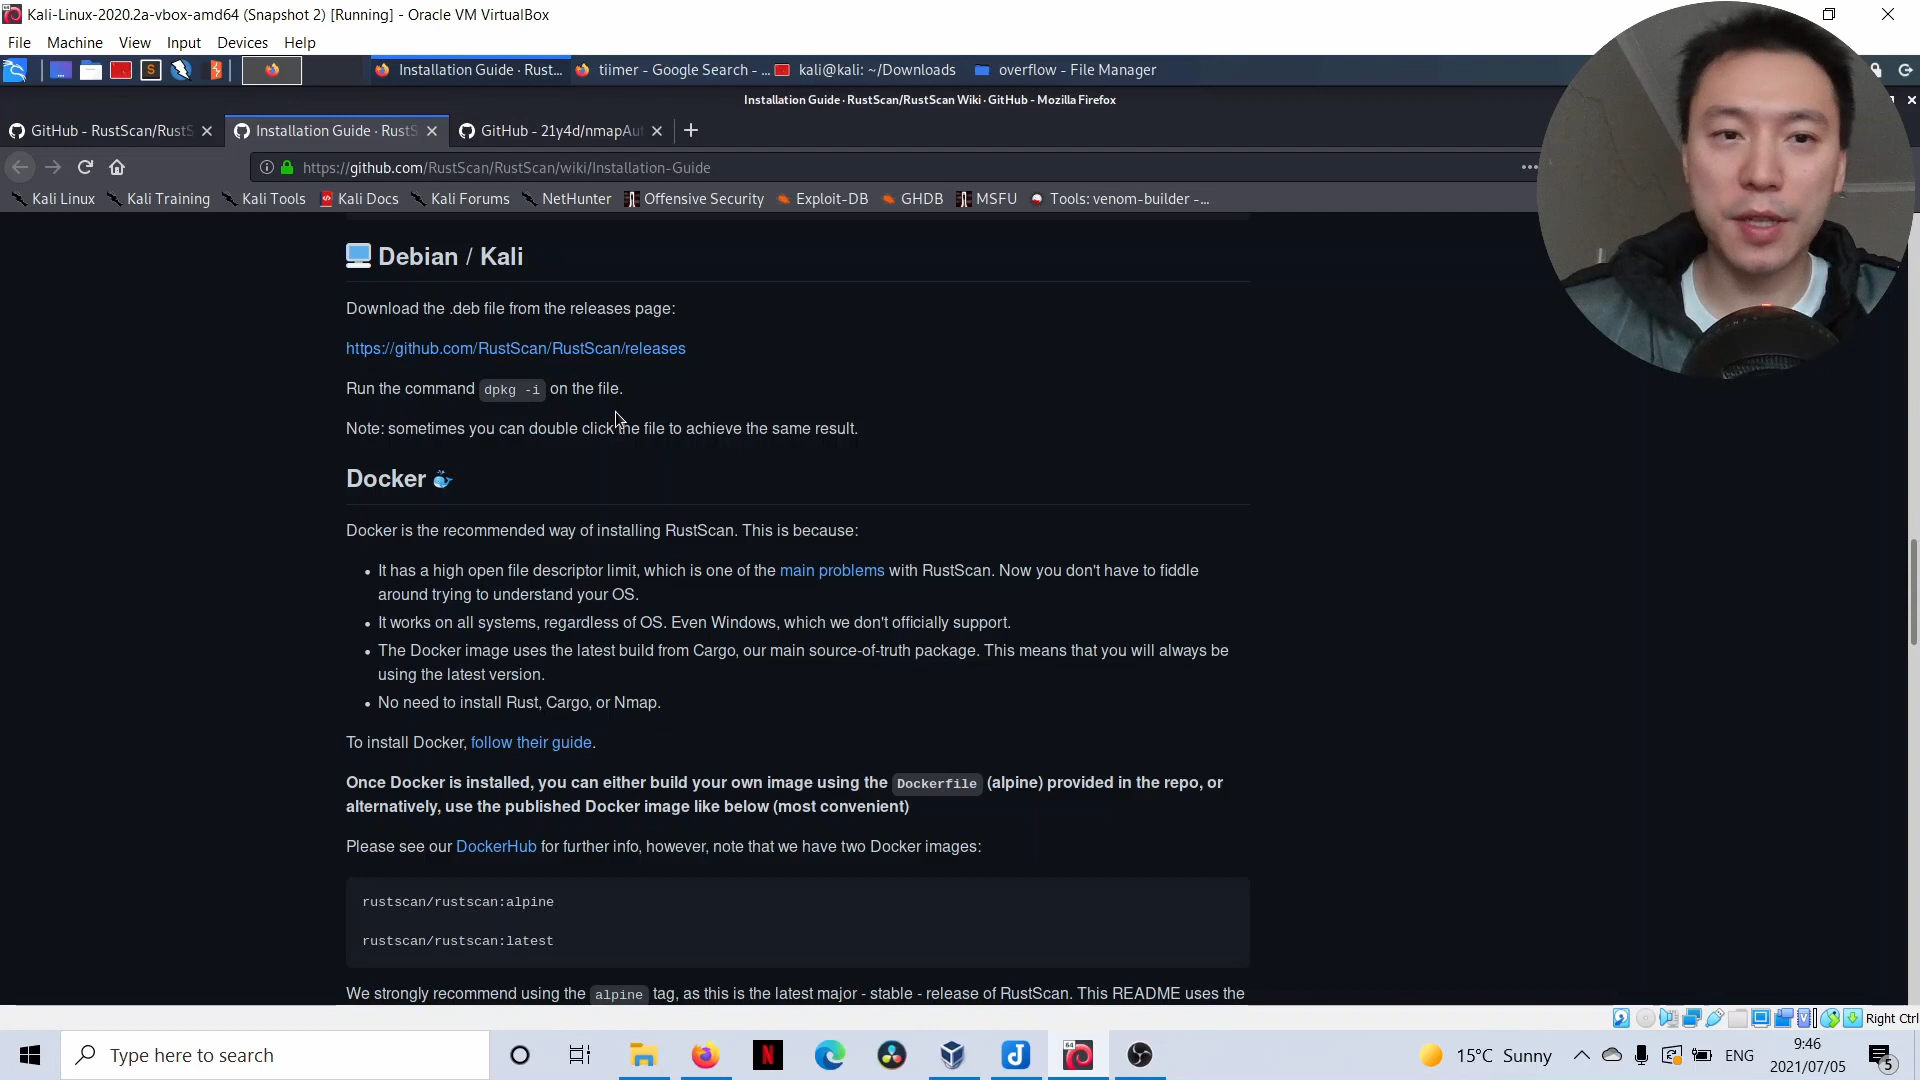 Kali-Linux-2020.2a-vbox-amd64 (Snapshot 2) [Running] - Oracle VM VirtualBox
File Machine View Input Devices Help
Installation Guide · Rust... tiimer - Google Search - ... kali@kali: ~/Downloads overflow - File Manager
Installation Guide · RustScan/RustScan Wiki · GitHub - Mozilla Firefox
GitHub - RustScan/RustS Installation Guide · RustS GitHub - 21y4d/nmapAut
https://github.com/RustScan/RustScan/wiki/Installation-Guide
Kali Linux Kali Training Kali Tools Kali Docs Kali Forums NetHunter Offensive Security Exploit-DB GHDB MSFU Tools: venom-builder -...
Debian / Kali
Download the .deb file from the releases page:
https://github.com/RustScan/RustScan/releases
Run the command dpkg -i on the file.
Note: sometimes you can double click the file to achieve the same result.
Docker
Docker is the recommended way of installing RustScan. This is because:
• It has a high open file descriptor limit, which is one of the main problems with RustScan. Now you don't have to fiddle
around trying to understand your OS.
• It works on all systems, regardless of OS. Even Windows, which we don't officially support.
• The Docker image uses the latest build from Cargo, our main source-of-truth package. This means that you will always be
using the latest version.
• No need to install Rust, Cargo, or Nmap.
To install Docker, follow their guide.
Once Docker is installed, you can either build your own image using the Dockerfile (alpine) provided in the repo, or
alternatively, use the published Docker image like below (most convenient)
Please see our DockerHub for further info, however, note that we have two Docker images:
rustscan/rustscan:alpine
rustscan/rustscan:latest
We strongly recommend using the alpine tag, as this is the latest major - stable - release of RustScan. This README uses the
Right Ctrl
Type here to search
15°C Sunny
ENG
9:46
2021/07/05
5